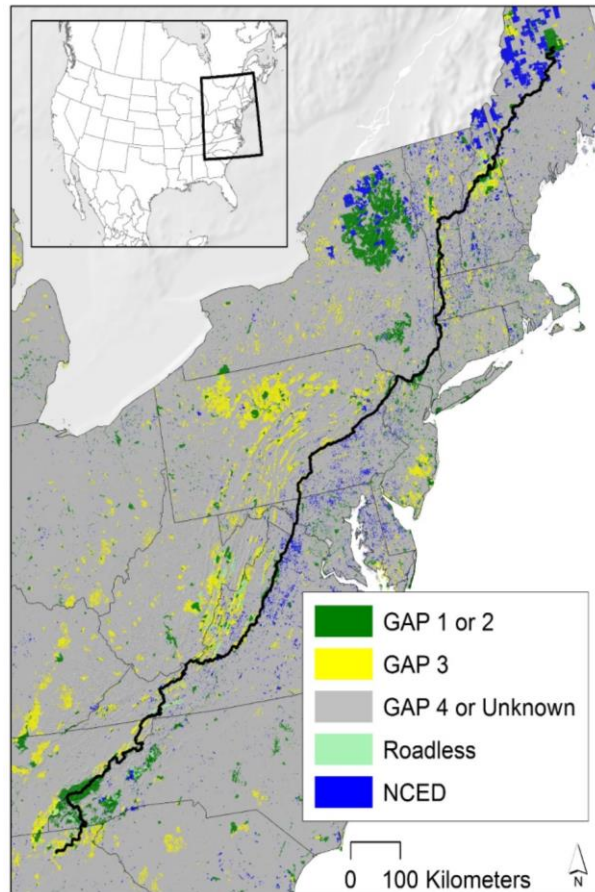 GAP 1 or 2
GAP 3
GAP 4 or Unknown
Roadless
NCED
0 100 Kilometers
N